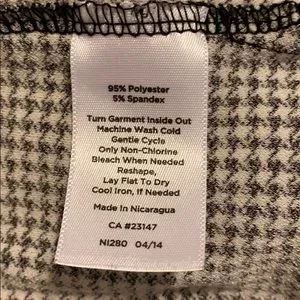 95% Polyester
5% Spandex
Turn Garment Inside Out
Machine Wash Cold
Gentle Cycle
Only Non-Chlorine
Bleach When Needed
Reshape,
Lay Flat To Dry
Cool Iron, If Needed
Made In Nicaragua
CA #23147
NI280 04/14